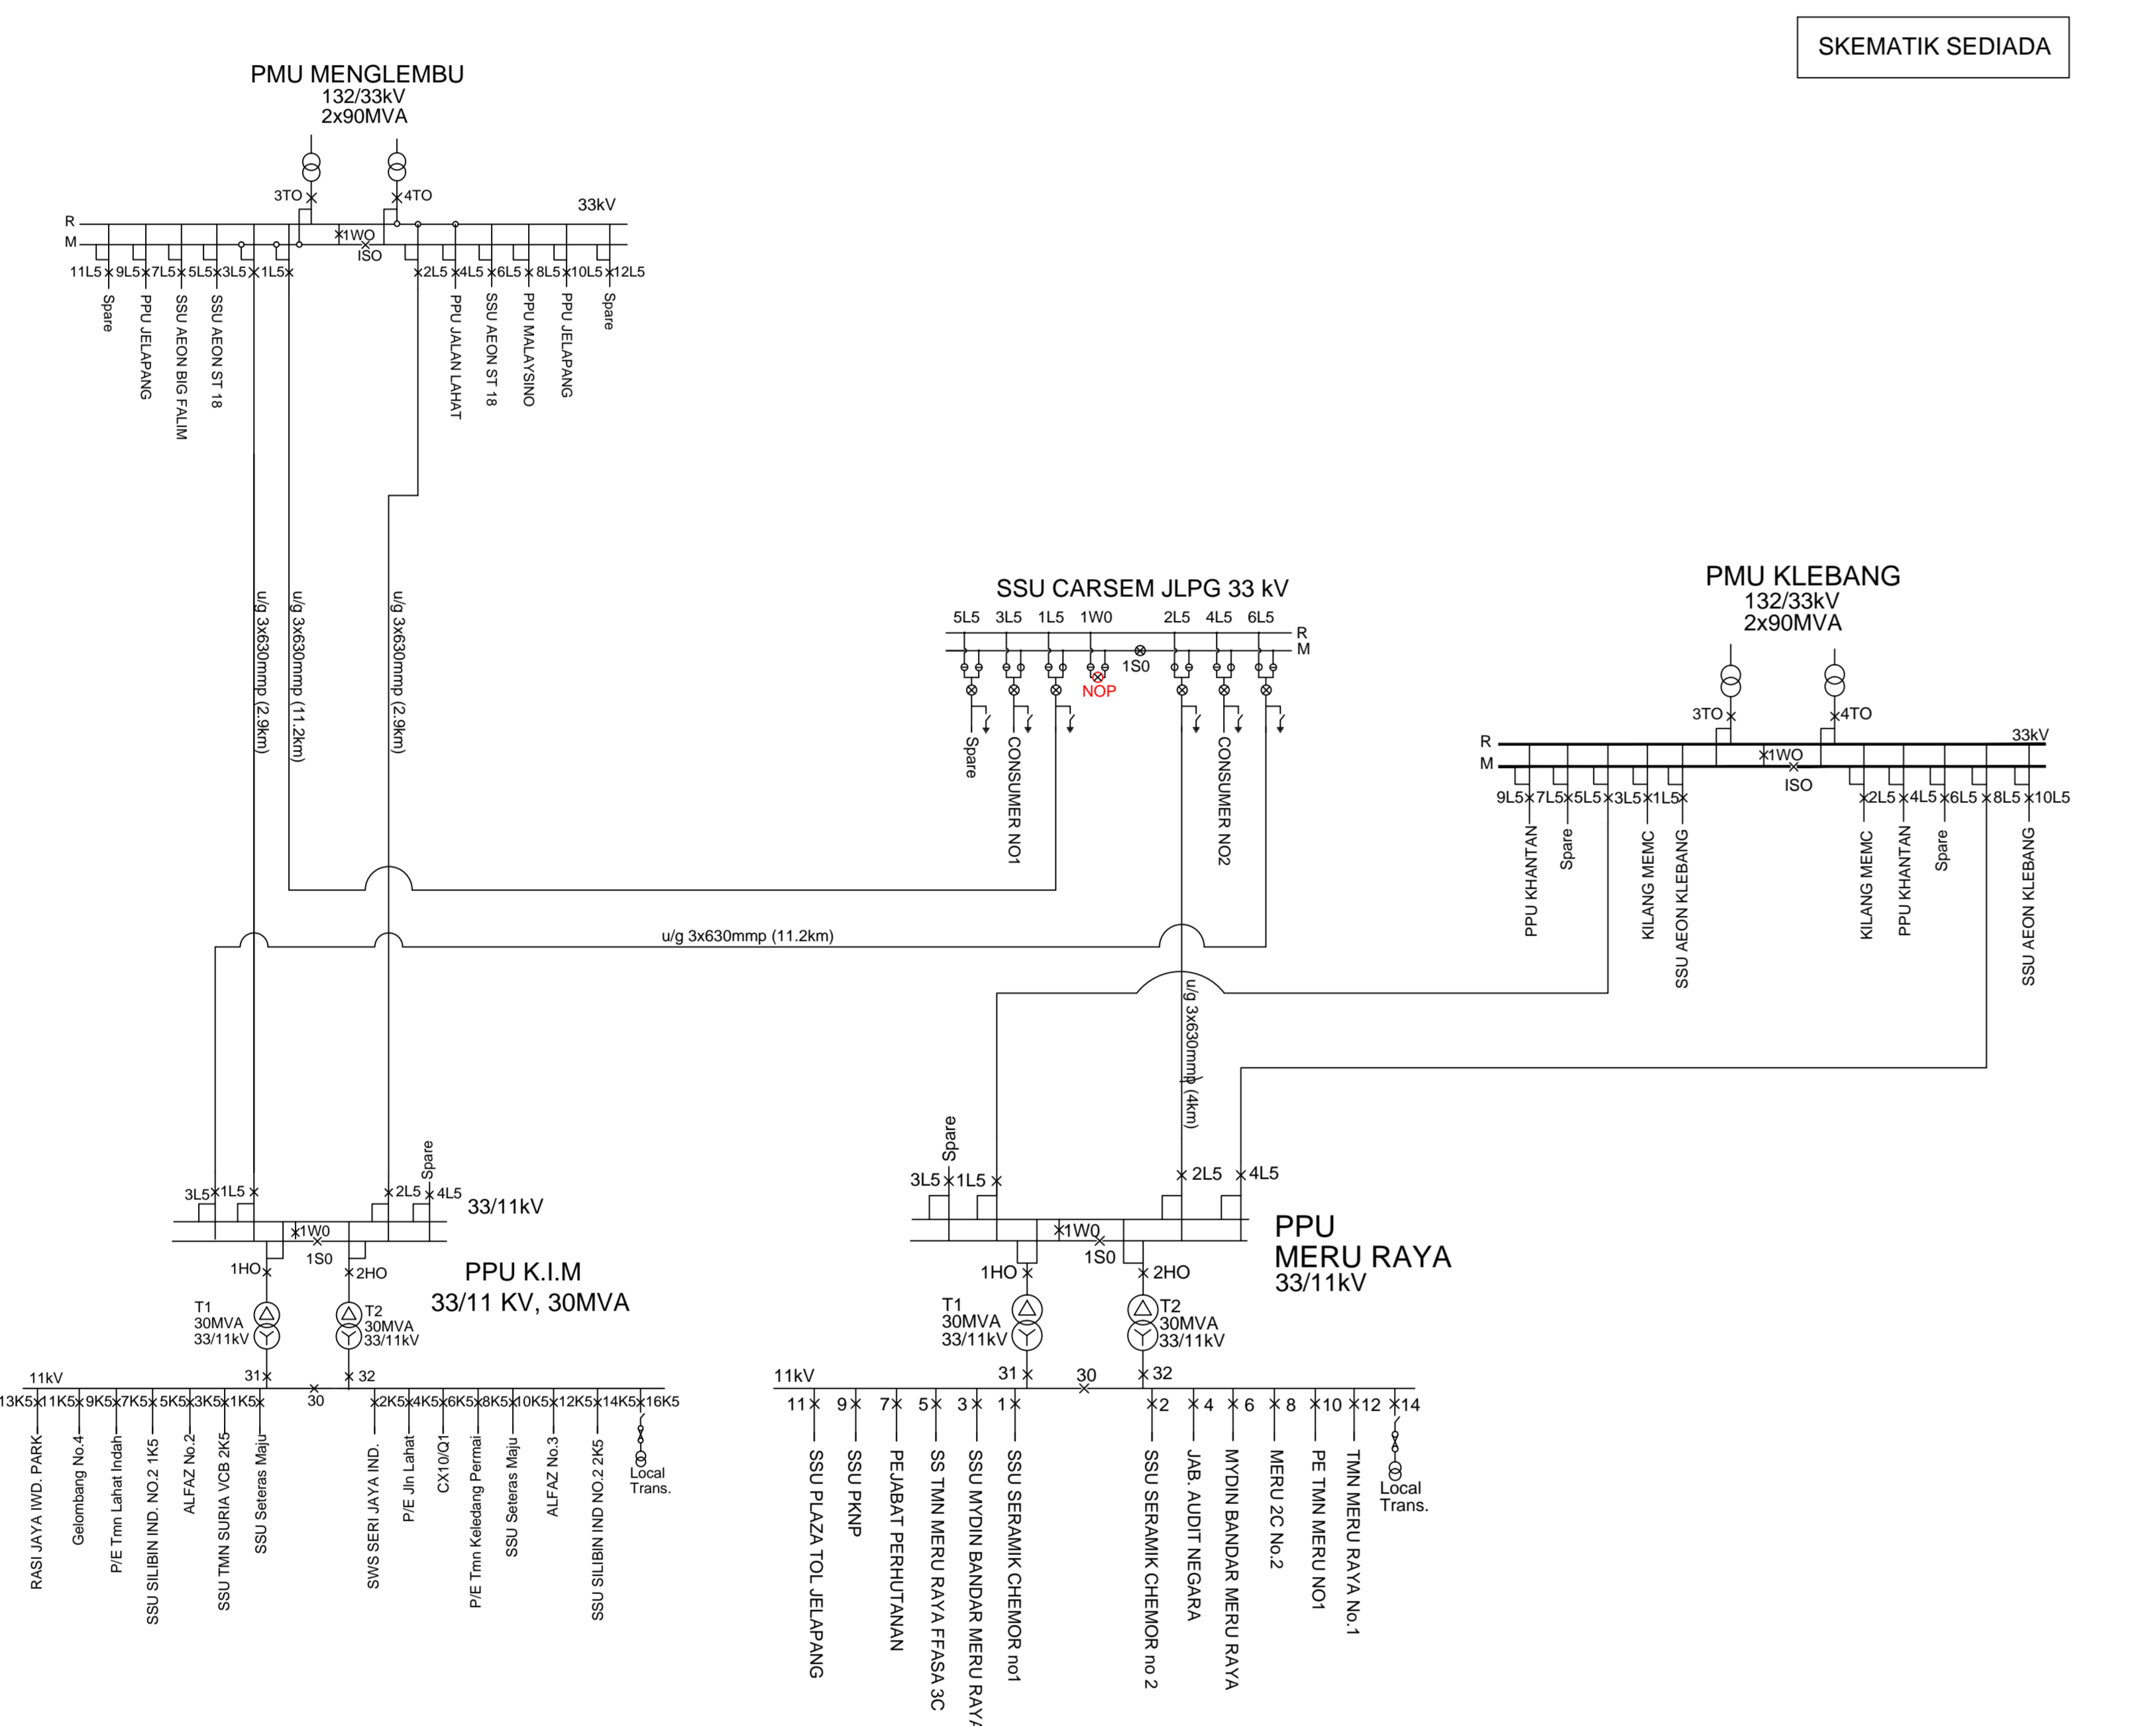 SKEMATIK SEDIADA
PMU MENGLEMBU
132/33kV
2x90MVA
3TO
4TO
33kV
R
M
1WO
ISO
11L5
9L5
7L5
5L5
3L5
1L5
2L5
4L5
6L5
8L5
10L5
12L5
Spare
PPU JELAPANG
SSU AEON BIG FALIM
SSU AEON ST 18
PPU JALAN LAHAT
SSU AEON ST 18
PPU MALAYSINO
PPU JELAPANG
Spare
u/g 3x630mmp (2.9km)
u/g 3x630mmp (11.2km)
u/g 3x630mmp (2.9km)
SSU CARSEM JLPG 33 kV
5L5
3L5
1L5
1W0
2L5
4L5
6L5
R
M
1S0
NOP
Spare
CONSUMER NO1
CONSUMER NO2
PMU KLEBANG
132/33kV
2x90MVA
3TO
4TO
R
33kV
M
1WO
ISO
9L5
7L5
5L5
3L5
1L5
2L5
4L5
6L5
8L5
10L5
PPU KHANTAN
Spare
KILANG MEMC
SSU AEON KLEBANG
KILANG MEMC
PPU KHANTAN
Spare
SSU AEON KLEBANG
u/g 3x630mmp (11.2km)
u/g 3x630mmp (4km)
3L5
1L5
2L5
4L5
Spare
33/11kV
1W0
1S0
1HO
2HO
PPU K.I.M
33/11 KV, 30MVA
T1
30MVA
33/11kV
T2
30MVA
33/11kV
31
32
11kV
30
13K5
11K5
9K5
7K5
5K5
3K5
1K5
2K5
4K5
6K5
8K5
10K5
12K5
14K5
16K5
RASI JAYA IWD. PARK
Gelombang No.4
P/E Tmn Lahat Indah
SSU SILIBIN IND. NO.2 1K5
ALFAZ No.2
SSU TMN SURIA VCB 2K5
SSU Seteras Maju
SWS SERI JAYA IND.
P/E Jln Lahat
CX10/Q1
P/E Tmn Keledang Permai
SSU Seteras Maju
ALFAZ No.3
SSU SILIBIN IND NO.2 2K5
Local
Trans.
Spare
3L5
1L5
2L5
4L5
1W0
1S0
PPU
MERU RAYA
33/11kV
1HO
2HO
T1
30MVA
33/11kV
T2
30MVA
33/11kV
31
32
11kV
30
11
9
7
5
3
1
2
4
6
8
10
12
14
SSU PLAZA TOL JELAPANG
SSU PKNP
PEJABAT PERHUTANAN
SS TMN MERU RAYA FFASA 3C
SSU MYDIN BANDAR MERU RAYA
SSU SERAMIK CHEMOR no1
SSU SERAMIK CHEMOR no 2
JAB. AUDIT NEGARA
MYDIN BANDAR MERU RAYA
MERU 2C No.2
PE TMN MERU NO1
TMN MERU RAYA No.1
Local
Trans.